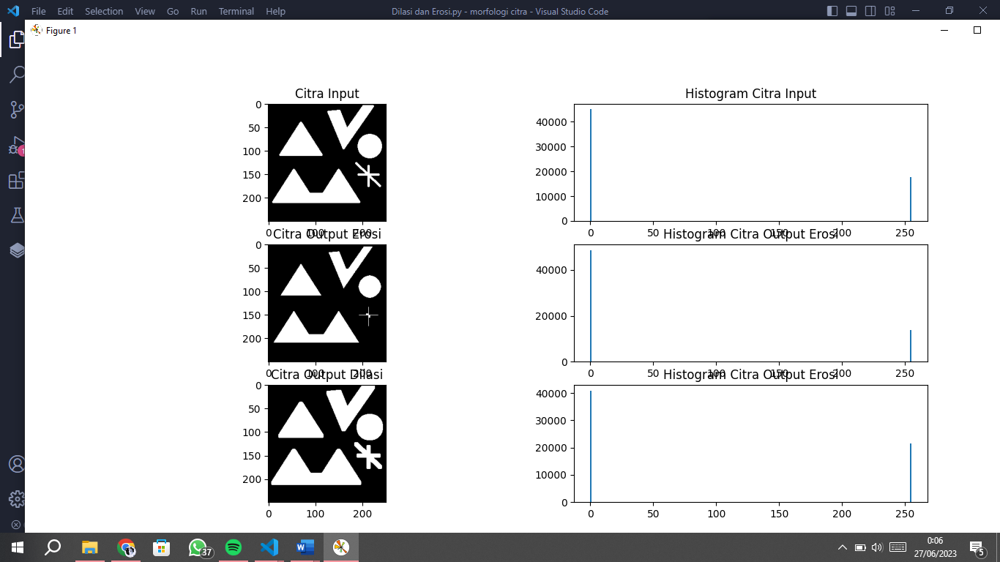 File Edit Selection View Go Run Terminal Help
Dilasi dan Erosi.py - morfologi citra - Visual Studio Code
Figure 1
Citra Input
0
50
100
150
200
0 100 200
Histogram Citra Input
40000
30000
20000
10000
0
0 50 100 150 200 250
Citra Output Erosi
0
50
100
150
200
0 100 200
Histogram Citra Output Erosi
40000
20000
0
0 50 100 150 200 250
Citra Output Dilasi
0
50
100
150
200
0 100 200
Histogram Citra Output Erosi
40000
30000
20000
10000
0
0 50 100 150 200 250
37
0:06
27/06/2023
5